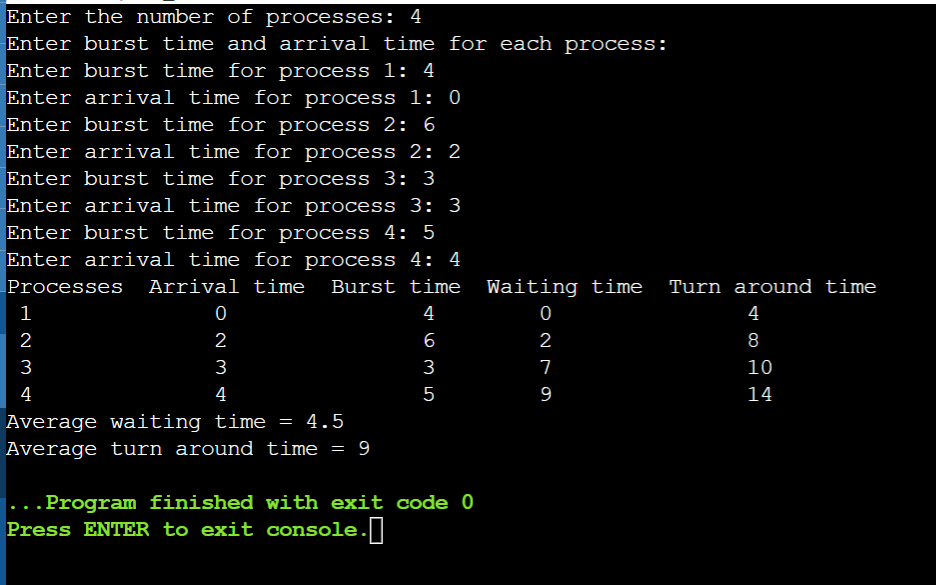 Enter the number of processes: 4
Enter burst time and arrival time for each process:
Enter burst time for process 1: 4
Enter arrival time for process 1: 0
Enter burst time for process 2: 6
Enter arrival time for process 2: 2
Enter burst time for process 3: 3
Enter arrival time for process 3: 3
Enter burst time for process 4: 5
Enter arrival time for process 4: 4
Processes  Arrival time  Burst time  Waiting time  Turn around time
 1              0               4        0               4
 2              2               6        2               8
 3              3               3        7               10
 4              4               5        9               14
Average waiting time = 4.5
Average turn around time = 9
...Program finished with exit code 0
Press ENTER to exit console.